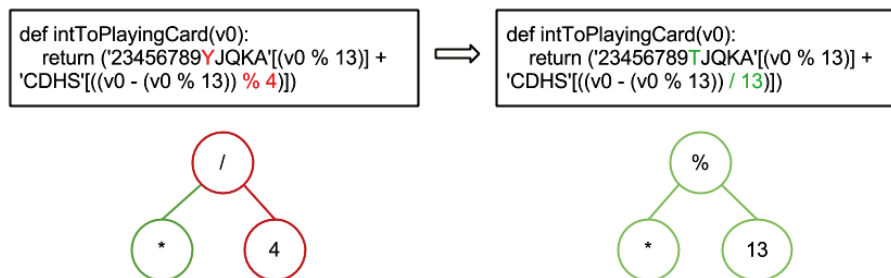 def intToPlayingCard(v0):
return ('23456789YJQKA'[(v0 % 13)] +
'CDHS'[((v0 - (v0 % 13)) % 4)])
def intToPlayingCard(v0):
return ('23456789TJQKA'[(v0 % 13)] +
'CDHS'[((v0 - (v0 % 13)) / 13)])
/
* 4
%
* 13